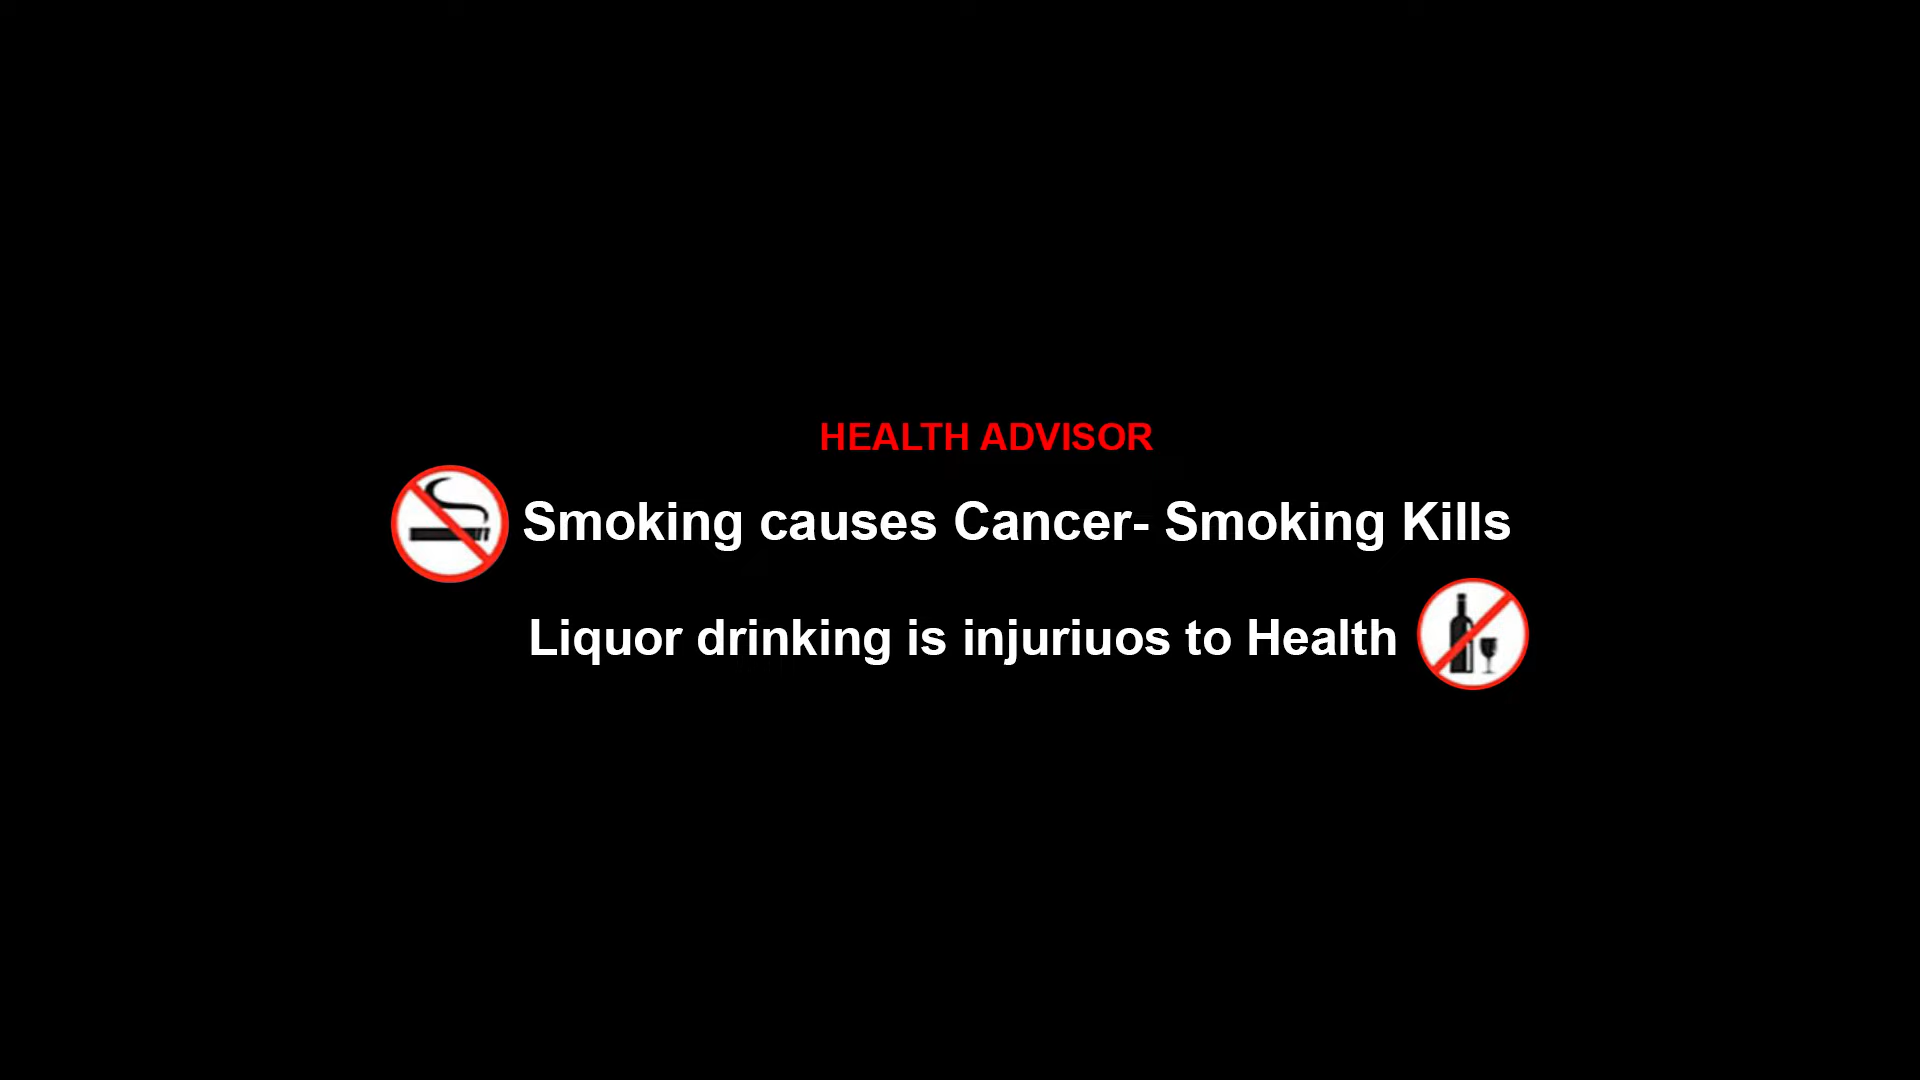 HEALTH ADVISOR
Smoking causes Cancer- Smoking Kills
Liquor drinking is injuriuos to Health